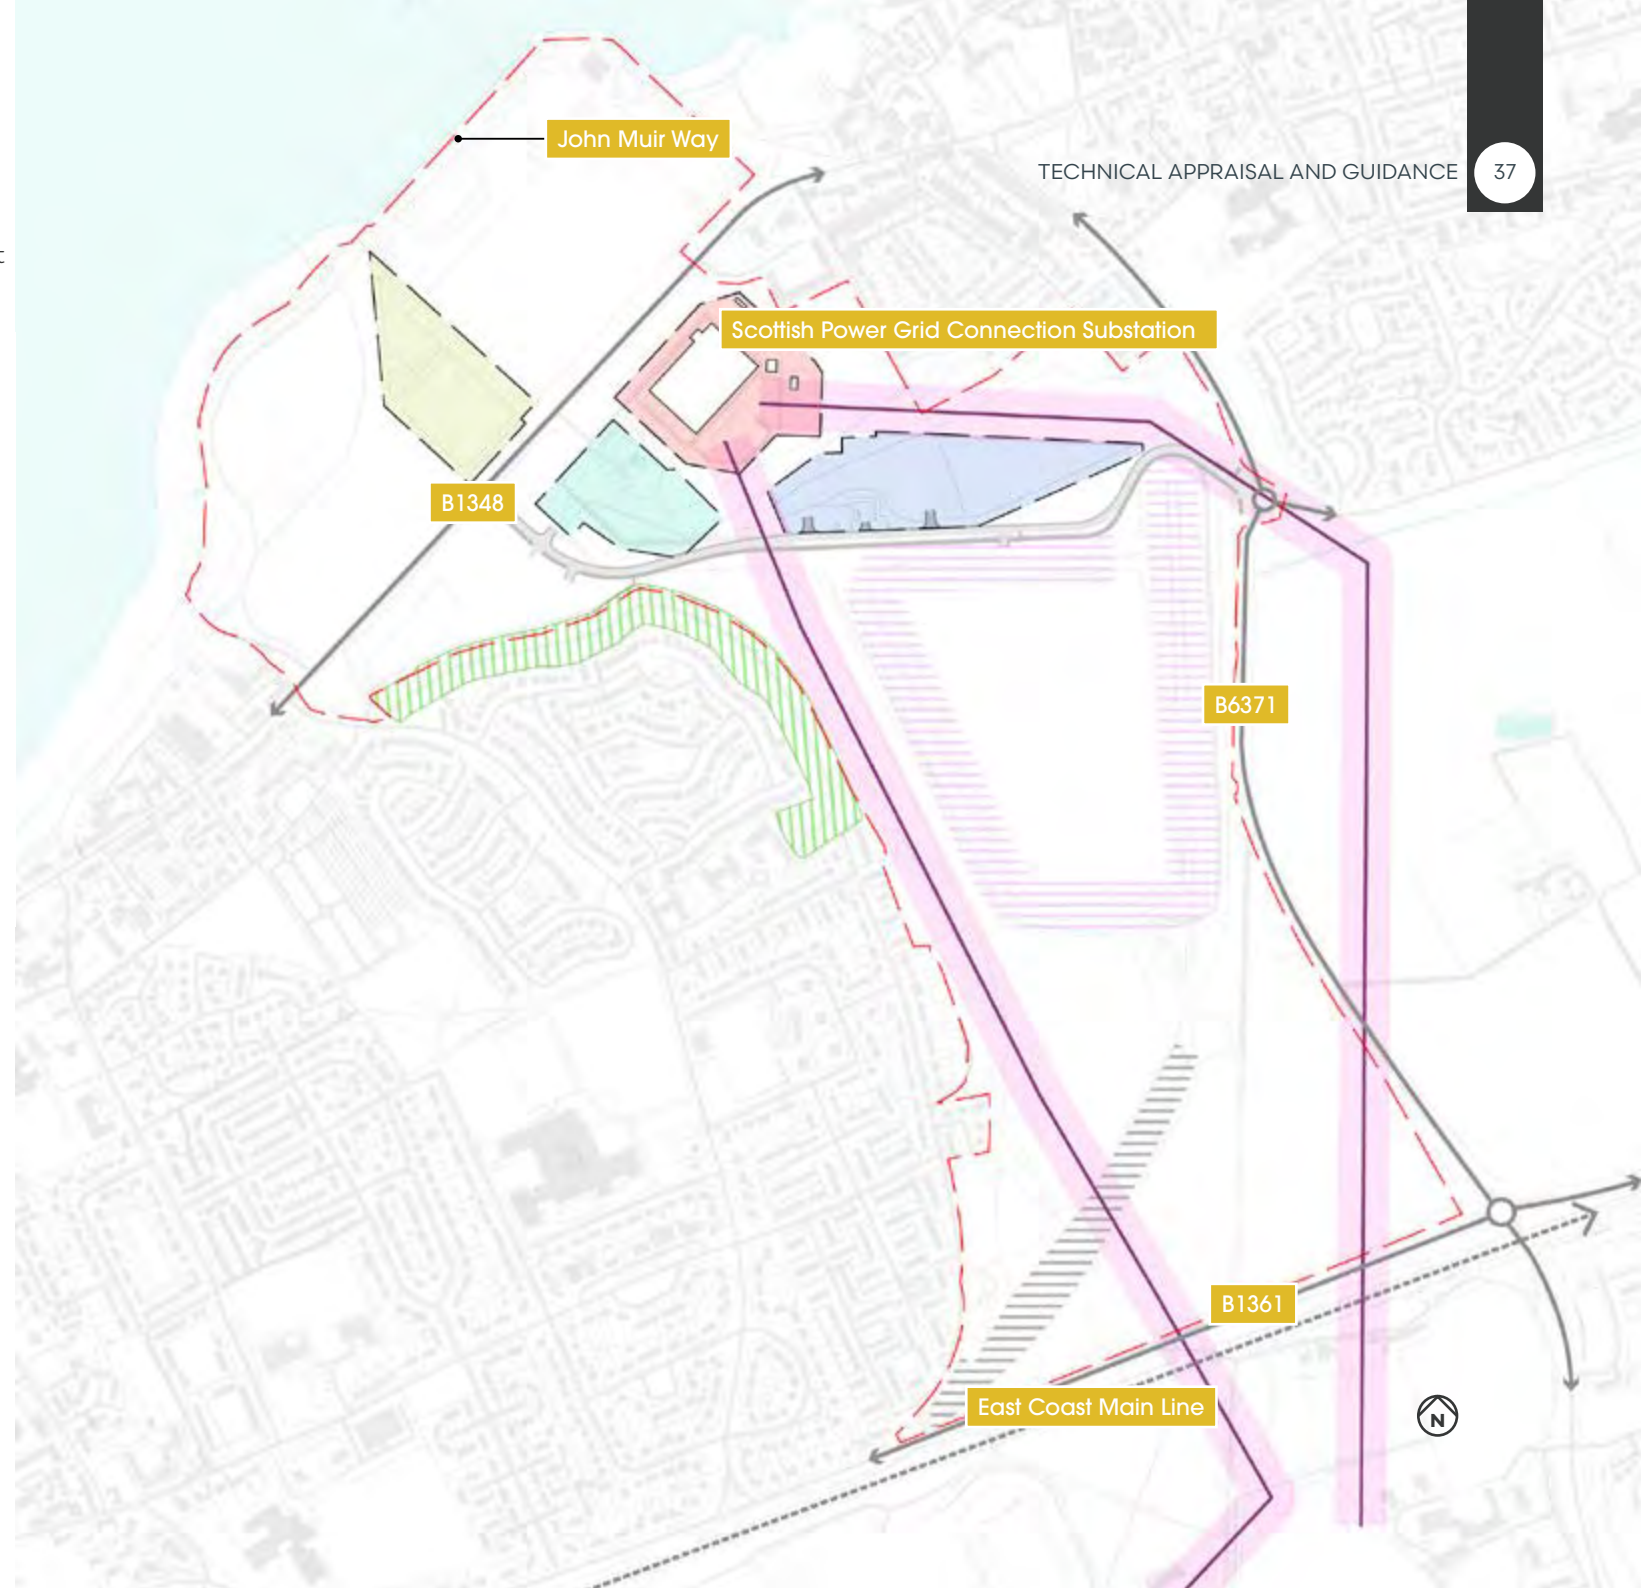 John Muir Way
TECHNICAL APPRAISAL AND GUIDANCE 37
Scottish Power Grid Connection Substation
B1348
B6371
B1361
East Coast Main Line
N